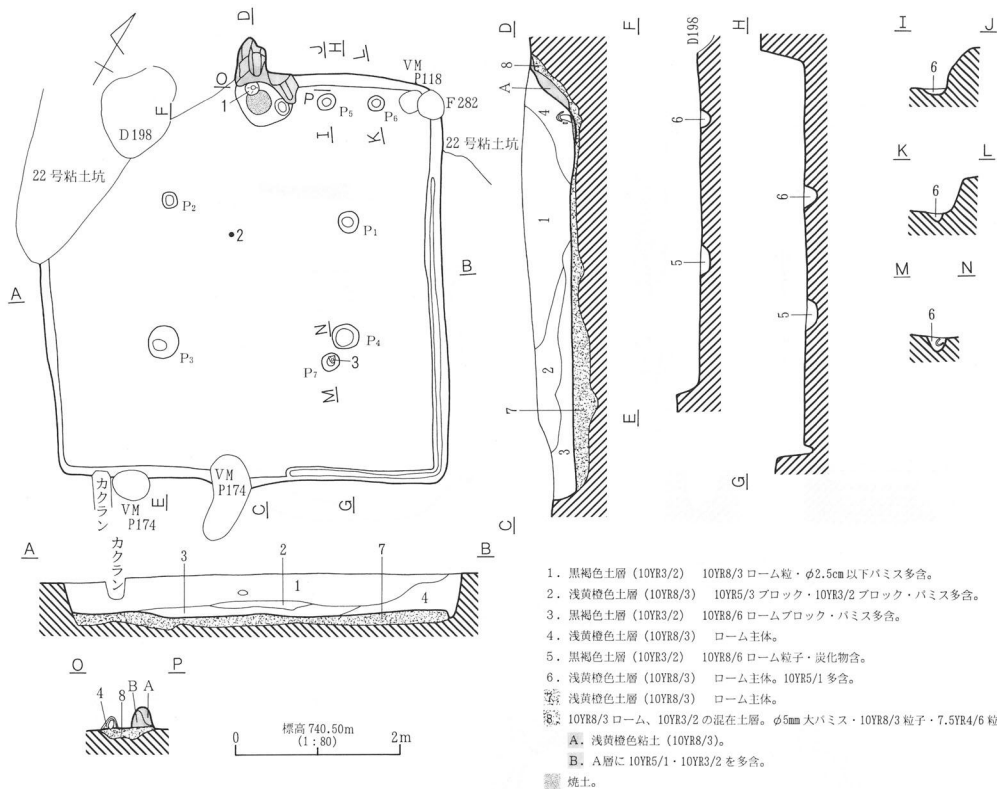 D
O
1
J
H
L
VM
P118
F282
P
P5
P6
I
K
F
D198
22号粘土坑
22号粘土坑
P2
2
P1
A
B
P3
N
P4
P7
3
M
カクラン
VM
P174
E
VM
P174
C
G
D
8
A
4
1
2
7
3
C
F
D198
6
5
E
H
6
5
G
I
J
6
K
L
6
M
N
6
A
カクラン
3
2
7
B
1
4
O
P
4
8
B
A
標高740.50m
(1:80)
0
2m
1. 黒褐色土層 (10YR3/2) 10YR8/3ローム粒・φ2.5cm以下パミス多含。
2. 浅黄橙色土層 (10YR8/3) 10YR5/3ブロック・10YR3/2ブロック・パミス多含。
3. 黒褐色土層 (10YR3/2) 10YR8/6ロームブロック・パミス多含。
4. 浅黄橙色土層 (10YR8/3) ローム主体。
5. 黒褐色土層 (10YR3/2) 10YR8/6ローム粒子・炭化物含。
6. 浅黄橙色土層 (10YR8/3) ローム主体。10YR5/1多含。
7. 浅黄橙色土層 (10YR8/3) ローム主体。
8. 10YR8/3ローム、10YR3/2の混在土層。φ5mm大パミス・10YR8/3粒子・7.5YR4/6粒
A. 浅黄橙色粘土 (10YR8/3)。
B. A層に10YR5/1・10YR3/2を多含。
焼土。